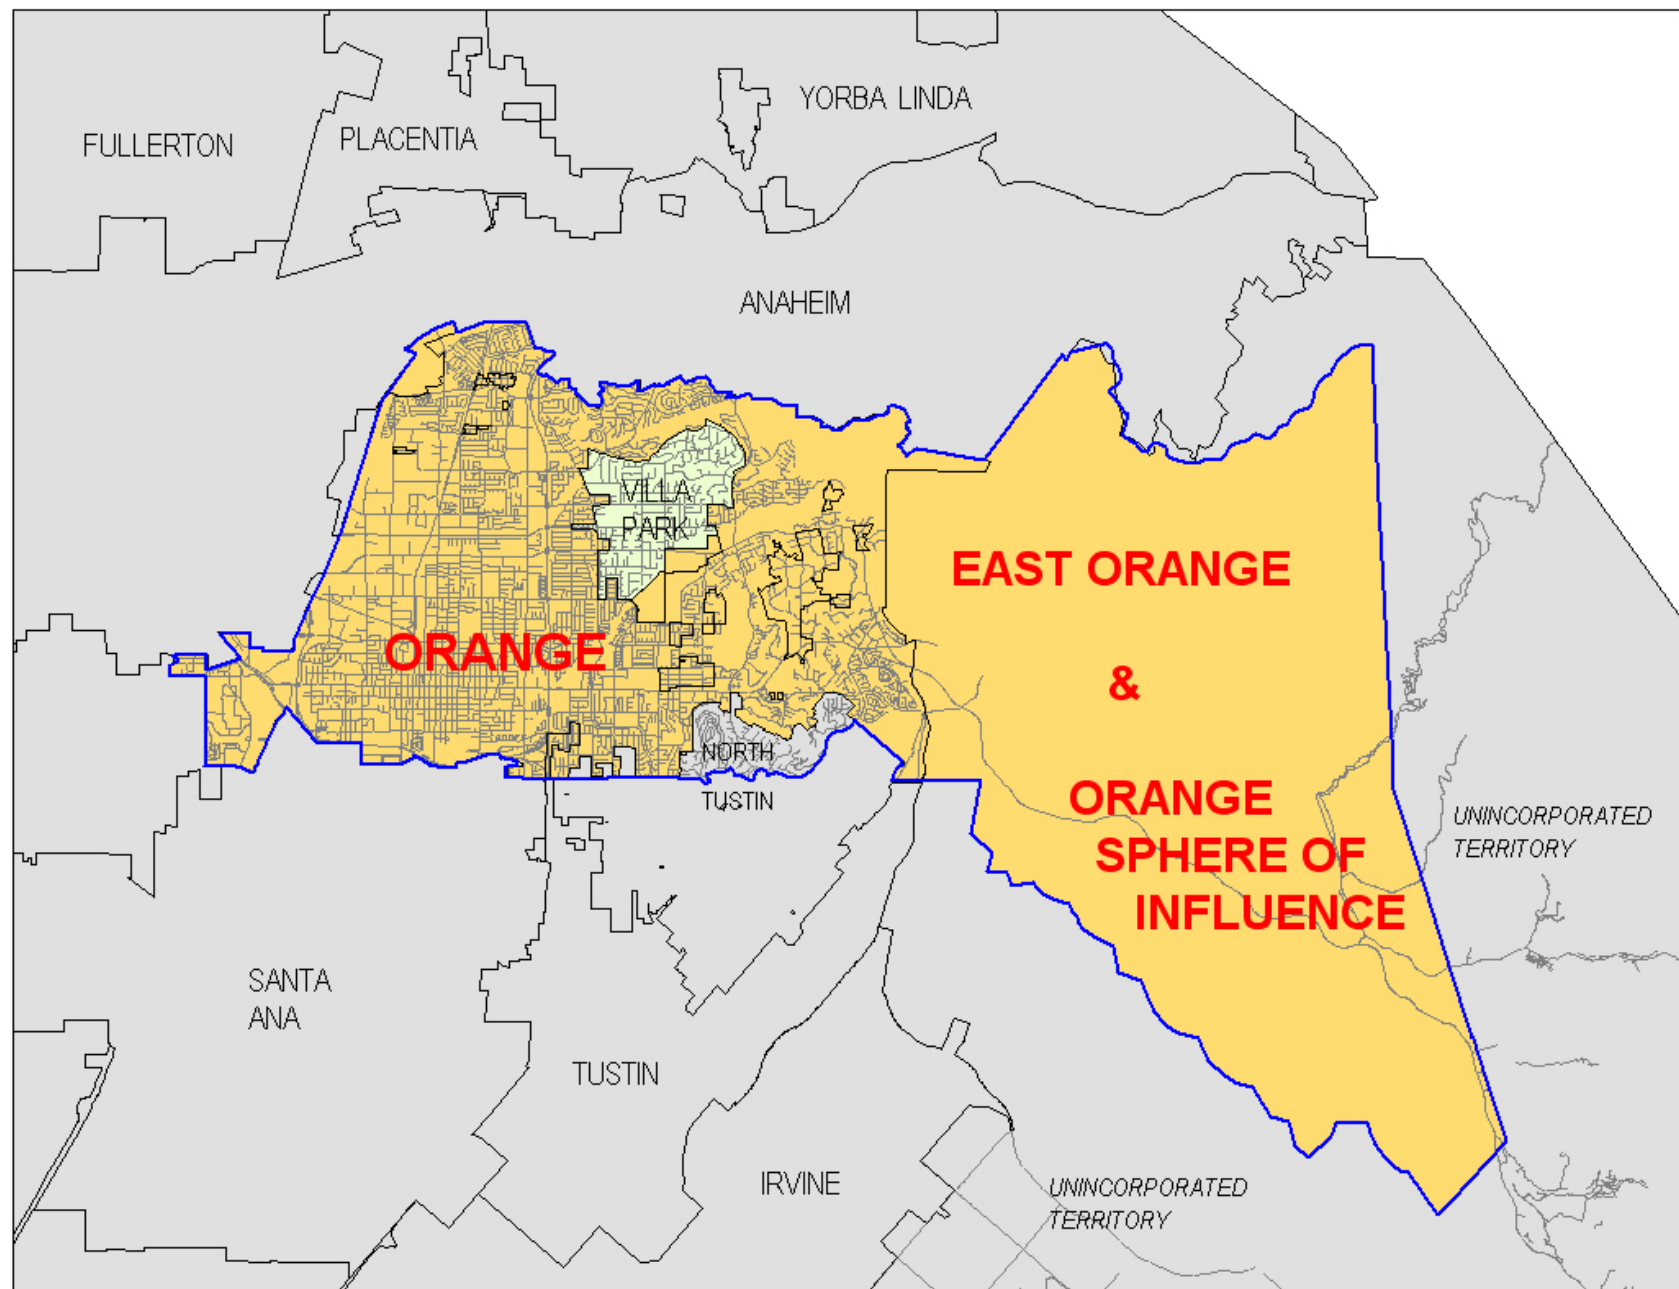 YORBA LINDA
FULLERTON
PLACENTIA
ANAHEIM
VILLA
PARK
EAST ORANGE
&
ORANGE
SPHERE OF
INFLUENCE
ORANGE
NORTH
TUSTIN
UNINCORPORATED
TERRITORY
SANTA
ANA
TUSTIN
IRVINE
UNINCORPORATED
TERRITORY